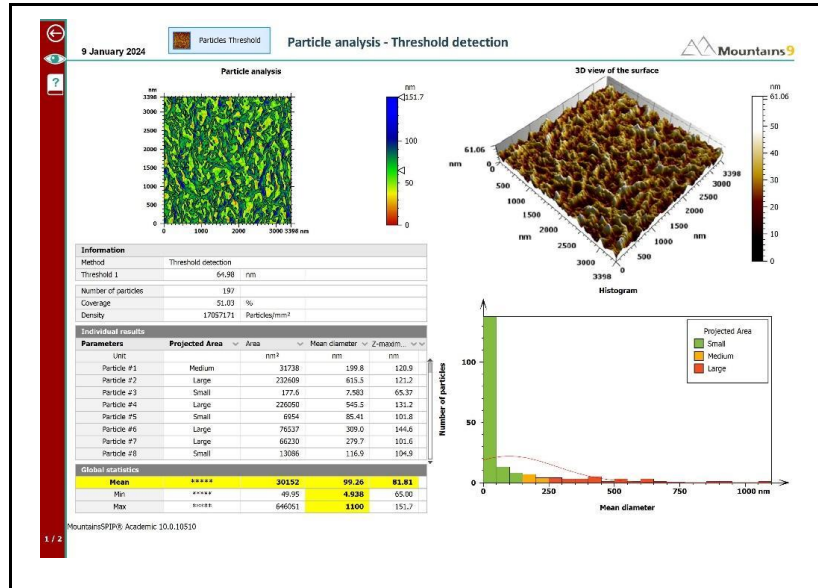 9 January 2024
Particles Threshold
Particle analysis - Threshold detection
Mountains9
?
Particle analysis
nm
3398
3000
2500
2000
1500
1000
500
0
0 1000 2000 3000 3398 nm
nm
151.7
100
50
0
3D view of the surface
61.06
nm
0
500
1000
1500
2000
2500
3000
3398
nm
0
500
1000
1500
2000
2500
3000
3398
nm
nm
61.06
50
40
30
20
10
0
Information
Method Threshold detection
Threshold 1 64.98 nm
Number of particles 197
Coverage 51.03 %
Density 17057171 Particles/mm²
Individual results
Parameters Projected Area Area Mean diameter Z-maxim...
Unit nm² nm nm
Particle #1 Medium 31738 199.8 120.9
Particle #2 Large 232609 615.5 121.2
Particle #3 Small 177.6 7.583 65.37
Particle #4 Large 226050 545.5 131.2
Particle #5 Small 6954 85.41 101.8
Particle #6 Large 76537 309.0 144.6
Particle #7 Large 66230 279.7 101.6
Particle #8 Small 13086 116.9 104.9
Global statistics
Mean ***** 30152 99.26 81.81
Min ***** 49.95 4.938 65.00
Max ***** 646051 1100 151.7
Histogram
Number of particles
100
50
0
0 250 500 750 1000 nm
Mean diameter
Projected Area
Small
Medium
Large
MountainsSPIP® Academic 10.0.10510
1 / 2